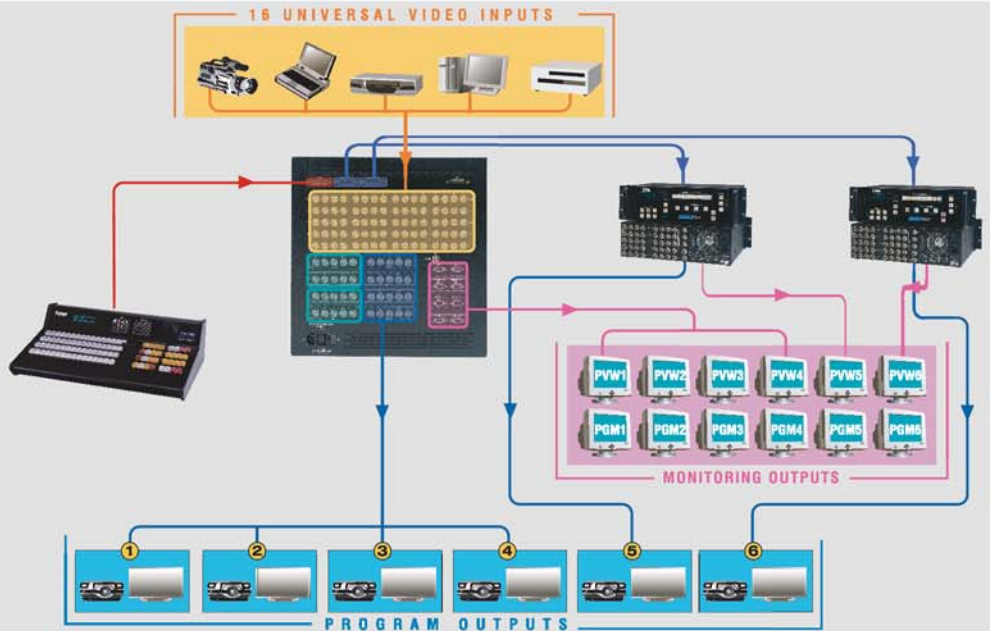 16 UNIVERSAL VIDEO INPUTS
PVW1 PVW2 PVW3 PVW4 PVW5 PVW6
PGM1 PGM2 PGM3 PGM4 PGM5 PGM6
MONITORING OUTPUTS
1 2 3 4 5 6
PROGRAM OUTPUTS